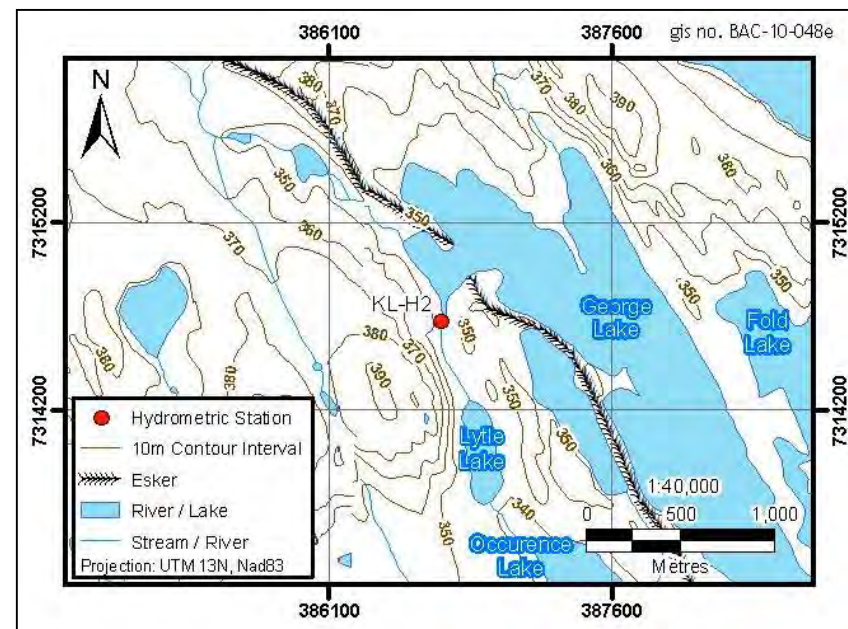 386100
387600
gis no. BAC-10-048e
N
380
370
370
380
390
350
360
380
7315200
350
7315200
370
360
350
KL-H2
George
Lake
Fold
Lake
350
380
370
380
380
390
7314200
7314200
350
Lytle
Lake
340
350
Occurence
Lake
Hydrometric Station
10m Contour Interval
Esker
River / Lake
Stream / River
Projection: UTM 13N, Nad83
1:40,000
0 500 1,000
Metres
386100
387600